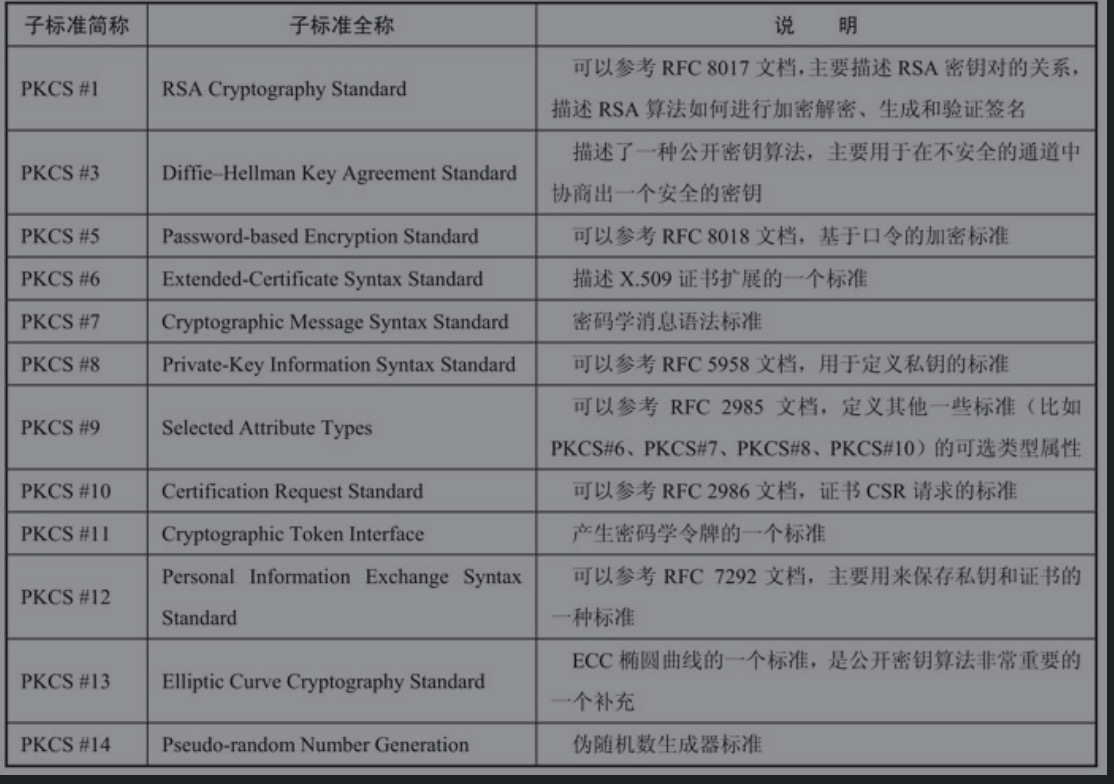 子标准简称 子标准全称 说 明
PKCS #1 RSA Cryptography Standard 可以参考 RFC 8017 文档，主要描述 RSA 密钥对的关系，
描述 RSA 算法如何进行加密解密、生成和验证签名
PKCS #3 Diffie–Hellman Key Agreement Standard 描述了一种公开密钥算法，主要用于在不安全的通道中
协商出一个安全的密钥
PKCS #5 Password-based Encryption Standard 可以参考 RFC 8018 文档，基于口令的加密标准
PKCS #6 Extended-Certificate Syntax Standard 描述 X.509 证书扩展的一个标准
PKCS #7 Cryptographic Message Syntax Standard 密码学消息语法标准
PKCS #8 Private-Key Information Syntax Standard 可以参考 RFC 5958 文档，用于定义私钥的标准
PKCS #9 Selected Attribute Types 可以参考 RFC 2985 文档，定义其他一些标准（比如
PKCS#6、PKCS#7、PKCS#8、PKCS#10）的可选类型属性
PKCS #10 Certification Request Standard 可以参考 RFC 2986 文档，证书 CSR 请求的标准
PKCS #11 Cryptographic Token Interface 产生密码学令牌的一个标准
PKCS #12 Personal Information Exchange Syntax 可以参考 RFC 7292 文档，主要用来保存私钥和证书的
Standard 一种标准
PKCS #13 Elliptic Curve Cryptography Standard ECC 椭圆曲线的一个标准，是公开密钥算法非常重要的
一个补充
PKCS #14 Pseudo-random Number Generation 伪随机数生成器标准